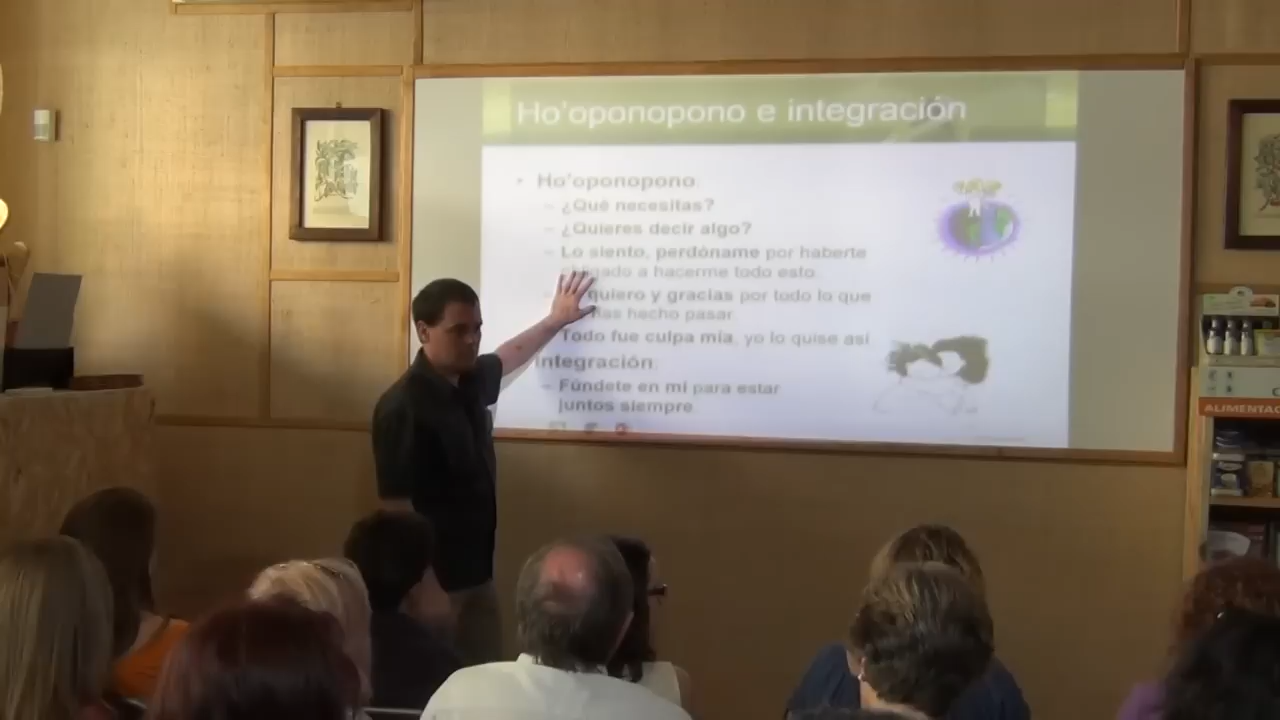 Ho'oponopono e integración
• Ho'oponopono:
– ¿Qué necesitas?
– ¿Quieres decir algo?
– Lo siento, perdóname por haberte
a hacerme todo esto
quiero y gracias por todo lo que
has hecho pasar
Todo fue culpa mía, yo lo quise así
Integración:
– Fúndete en mí para estar
juntos siempre.
ALIMENTAC